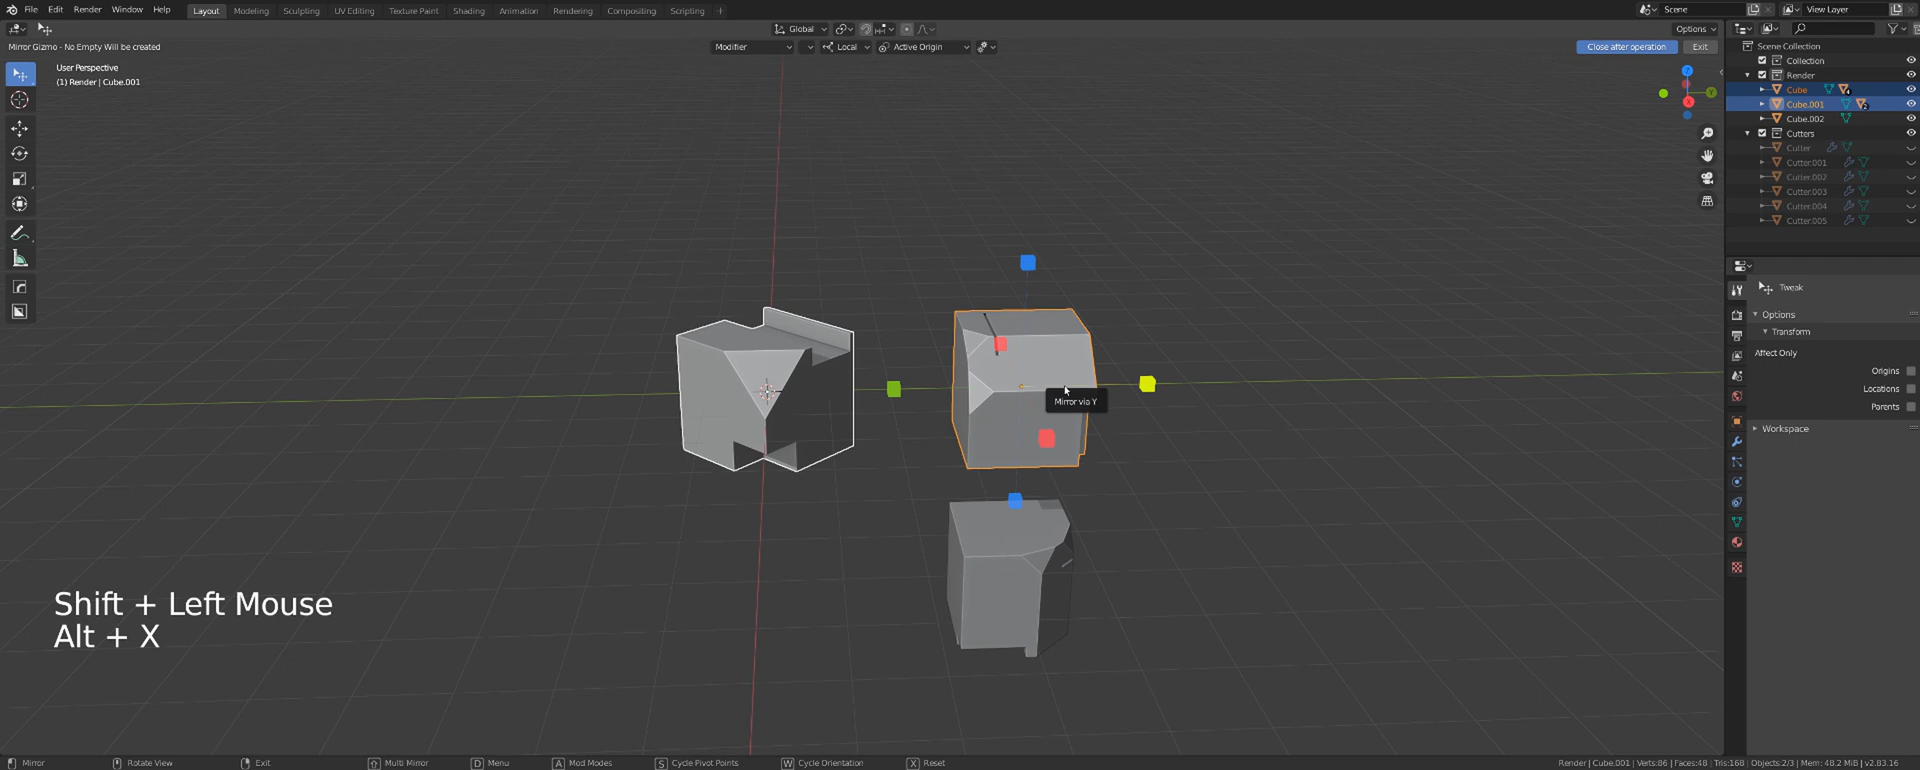 File Edit Render Window Help Layout Modeling Sculpting UV Editing Texture Paint Shading Animation Rendering Compositing Scripting + Scene View Layer
Global Options
Mirror Gizmo - No Empty Will be created Modifier Local Active Origin Close after operation Exit
User Perspective
(1) Render | Cube.001
Z
Y
X
Mirror via Y
Shift + Left Mouse
Alt + X
Scene Collection
Collection
Render
Cube 4
Cube.001 2
Cube.002
Cutters
Cutter
Cutter.001
Cutter.002
Cutter.003
Cutter.004
Cutter.005
Tweak
Options
Transform
Affect Only
Origins
Locations
Parents
Workspace
Mirror Rotate View Exit Multi Mirror D Menu A Mod Modes S Cycle Pivot Points W Cycle Orientation X Reset Render | Cube.001 | Verts:86 | Faces:48 | Tris:168 | Objects:2/3 | Mem: 48.2 MiB | v2.83.16